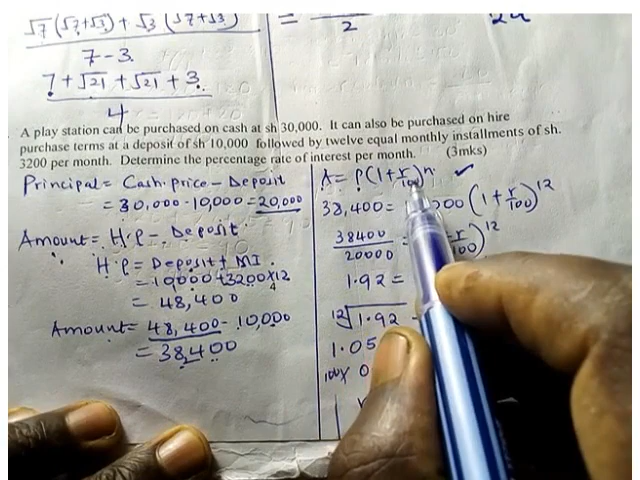 √7(√7+√3) + √3(√7+√3) =
2
7-3
7+√21+√21+3
4
A play station can be purchased on cash at sh 30,000. It can also be purchased on hire
purchase terms at a deposit of sh 10,000 followed by twelve equal monthly installments of sh.
3200 per month. Determine the percentage rate of interest per month. (3mks)
Principal = Cash price - Deposit
= 30,000-10,000 = 20,000
Amount = H.P - Deposit
H.P = Deposit + MI
= 10000+3200×12
= 48,400
Amount = 48,400 - 10,000
= 38,400
A = P(1+r/100)ⁿ ✓
38,400 = 000(1+r/100)¹²
38400/20000 = r/100)¹²
1.92 =
¹²√1.92
1.05
100× 0